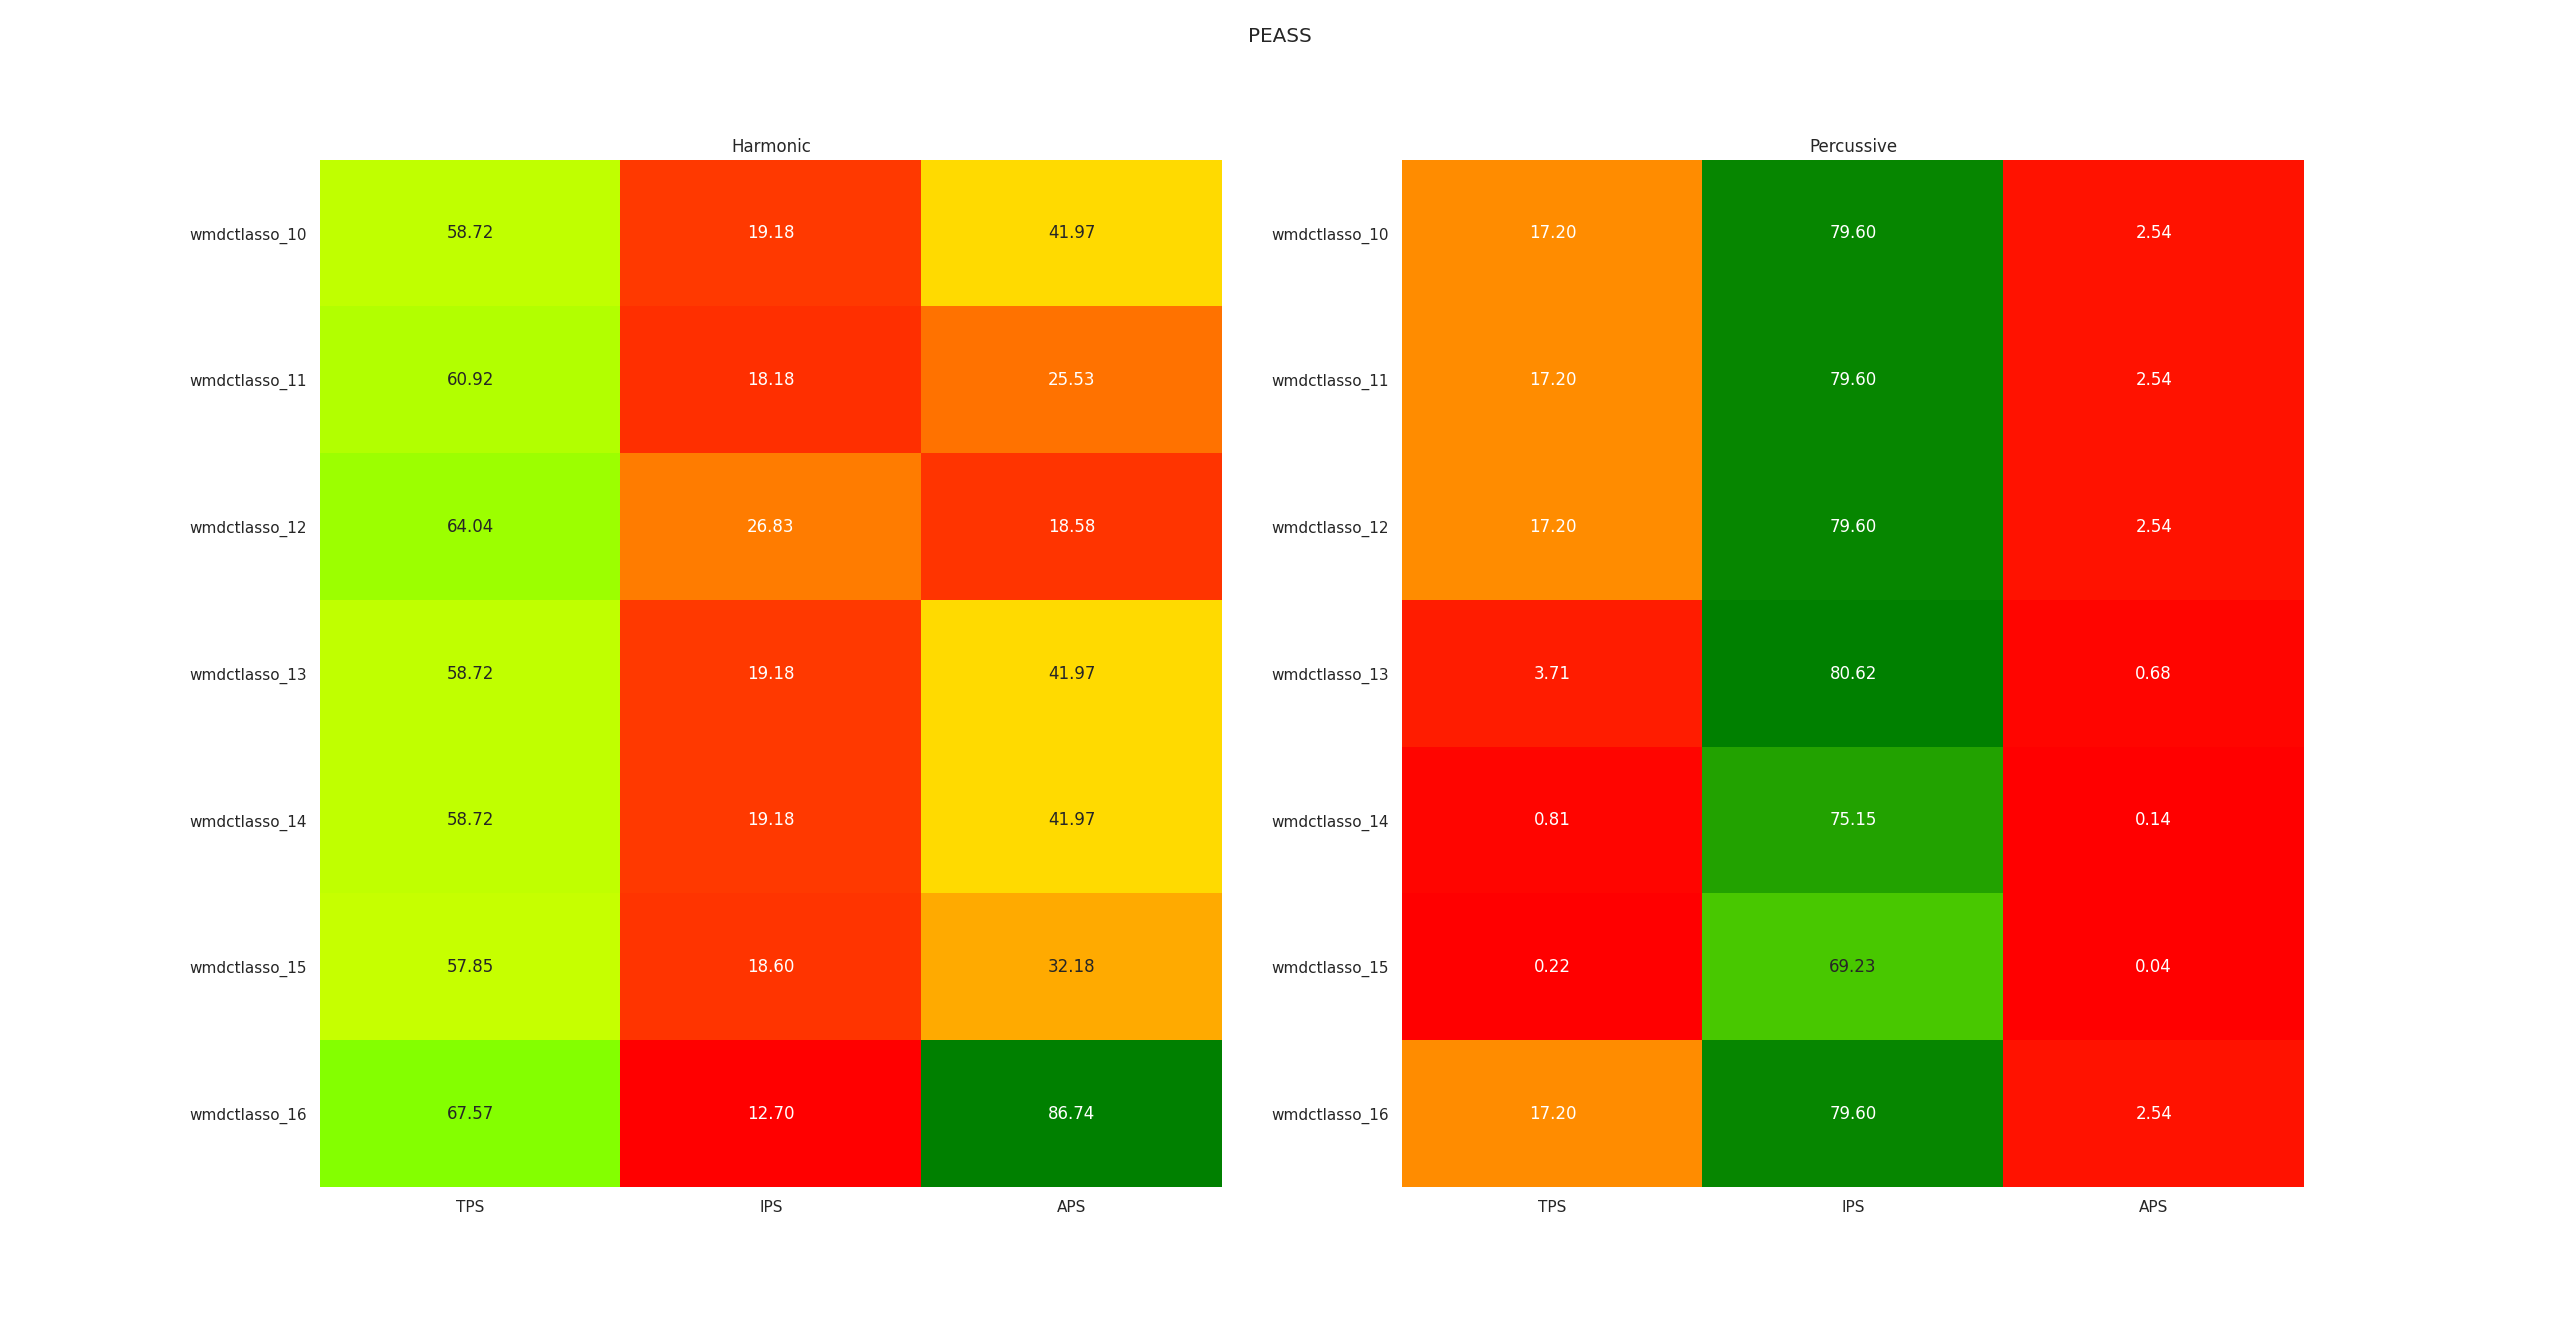 PEASS
Harmonic
wmdctlasso_10 58.72 19.18 41.97
wmdctlasso_11 60.92 18.18 25.53
wmdctlasso_12 64.04 26.83 18.58
wmdctlasso_13 58.72 19.18 41.97
wmdctlasso_14 58.72 19.18 41.97
wmdctlasso_15 57.85 18.60 32.18
wmdctlasso_16 67.57 12.70 86.74
TPS IPS APS
Percussive
wmdctlasso_10 17.20 79.60 2.54
wmdctlasso_11 17.20 79.60 2.54
wmdctlasso_12 17.20 79.60 2.54
wmdctlasso_13 3.71 80.62 0.68
wmdctlasso_14 0.81 75.15 0.14
wmdctlasso_15 0.22 69.23 0.04
wmdctlasso_16 17.20 79.60 2.54
TPS IPS APS